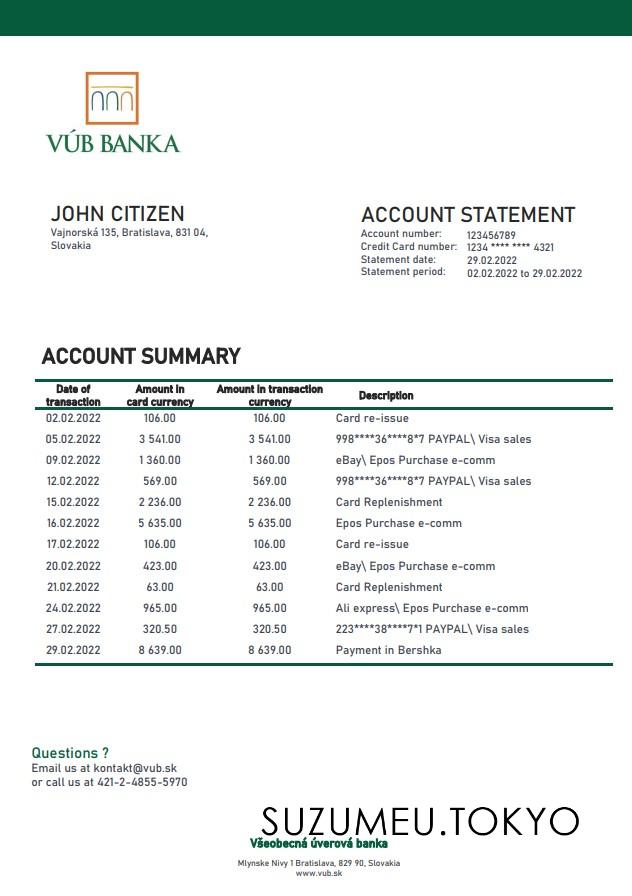 VÚB BANKA
JOHN CITIZEN
Vajnorská 135, Bratislava, 831 04,
Slovakia
ACCOUNT STATEMENT
Account number: 123456789
Credit Card number: 1234 **** **** 4321
Statement date: 29.02.2022
Statement period: 02.02.2022 to 29.02.2022
ACCOUNT SUMMARY
Date of transaction Amount in card currency Amount in transaction currency Description
02.02.2022 106.00 106.00 Card re-issue
05.02.2022 3 541.00 3 541.00 998****36****8*7 PAYPAL\ Visa sales
09.02.2022 1 360.00 1 360.00 eBay\ Epos Purchase e-comm
12.02.2022 569.00 569.00 998****36****8*7 PAYPAL\ Visa sales
15.02.2022 2 236.00 2 236.00 Card Replenishment
16.02.2022 5 635.00 5 635.00 Epos Purchase e-comm
17.02.2022 106.00 106.00 Card re-issue
20.02.2022 423.00 423.00 eBay\ Epos Purchase e-comm
21.02.2022 63.00 63.00 Card Replenishment
24.02.2022 965.00 965.00 Ali express\ Epos Purchase e-comm
27.02.2022 320.50 320.50 223****38****7*1 PAYPAL\ Visa sales
29.02.2022 8 639.00 8 639.00 Payment in Bershka
Questions ?
Email us at kontakt@vub.sk
or call us at 421-2-4855-5970
SUZUMEU.TOKYO
Všeobecná úverová banka
Mlynske Nivy 1 Bratislava, 829 90, Slovakia
www.vub.sk